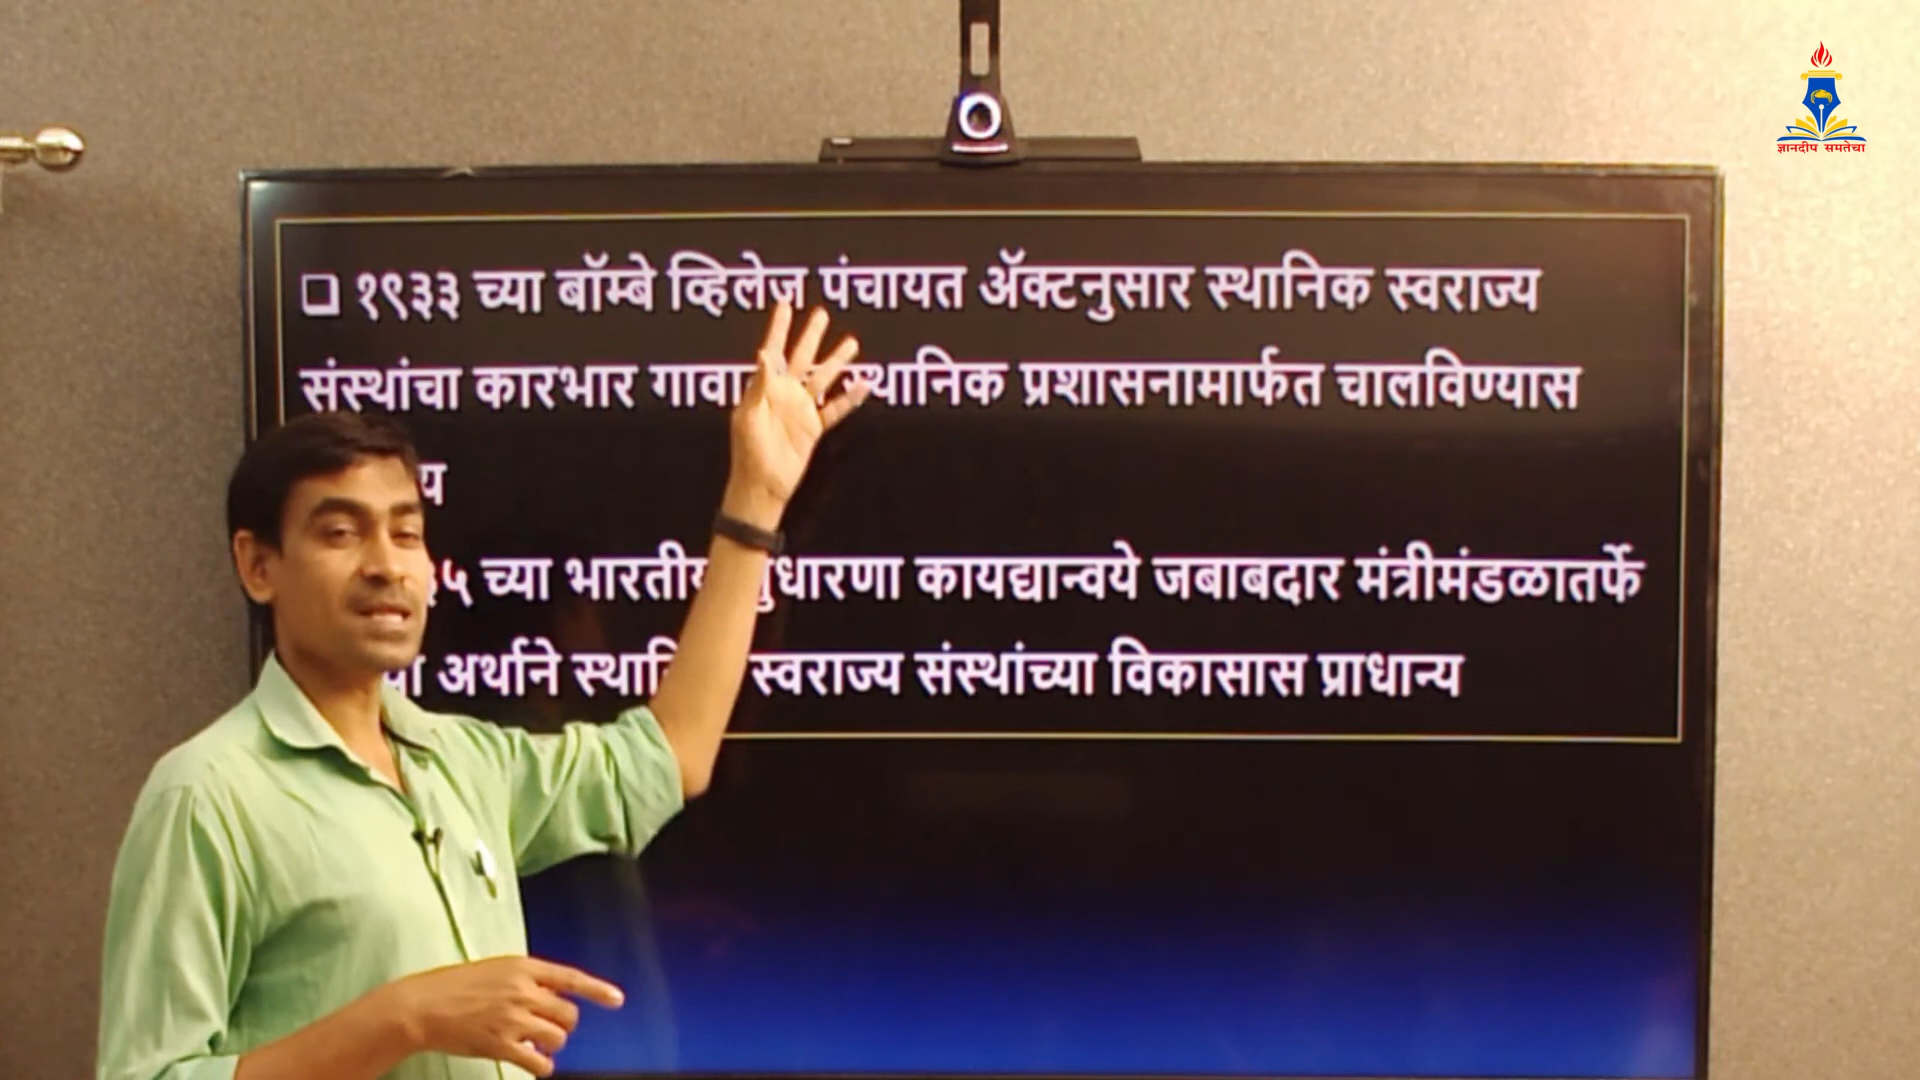 ❑ १९३३ च्या बॉम्बे व्हिलेज पंचायत ॲक्टनुसार स्थानिक स्वराज्य
संस्थांचा कारभार स्थानिक प्रशासनामार्फत चालविण्यास
च्या भारतीय सुधारणा कायद्यान्वये जबाबदार मंत्रीमंडळातर्फे
अर्थाने स्थानिक स्वराज्य संस्थांच्या विकासास प्राधान्य
ज्ञानदीप समतेचा